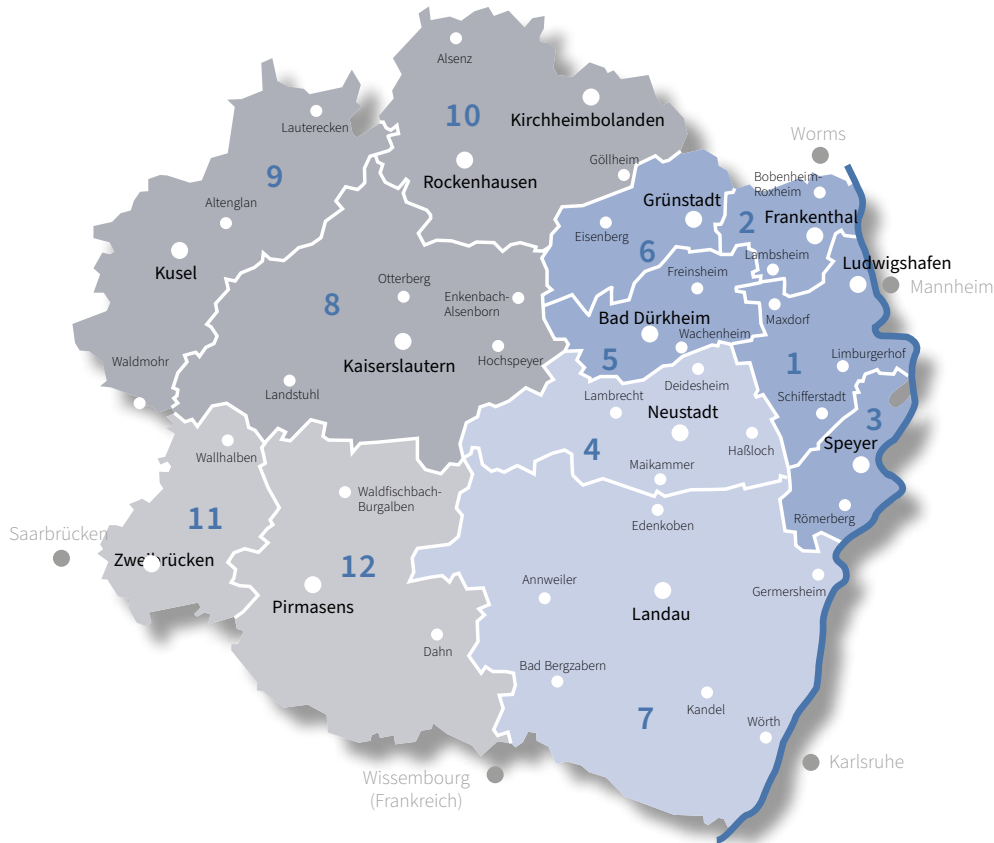 Alsenz
10
Kirchheimbolanden
Lauterecken
Worms
Göllheim
9
Rockenhausen
Bobenheim-
Roxheim
Altenglan
Grünstadt
2
Frankenthal
Eisenberg
6
Kusel
Lambsheim
Ludwigshafen
Freinsheim
Otterberg
Mannheim
8
Enkenbach-
Alsenborn
Bad Dürkheim
Maxdorf
Wachenheim
Waldmohr
Kaiserslautern
Hochspeyer
5
1
Limburgerhof
Landstuhl
Deidesheim
Lambrecht
Schifferstadt
Neustadt
3
Speyer
Wallhalben
4
Haßloch
Maikammer
Waldfischbach-
Burgalben
11
Römerberg
Edenkoben
Saarbrücken
Zweibrücken
12
Annweiler
Germersheim
Pirmasens
Landau
Dahn
Bad Bergzabern
Kandel
7
Wörth
Karlsruhe
Wissembourg
(Frankreich)